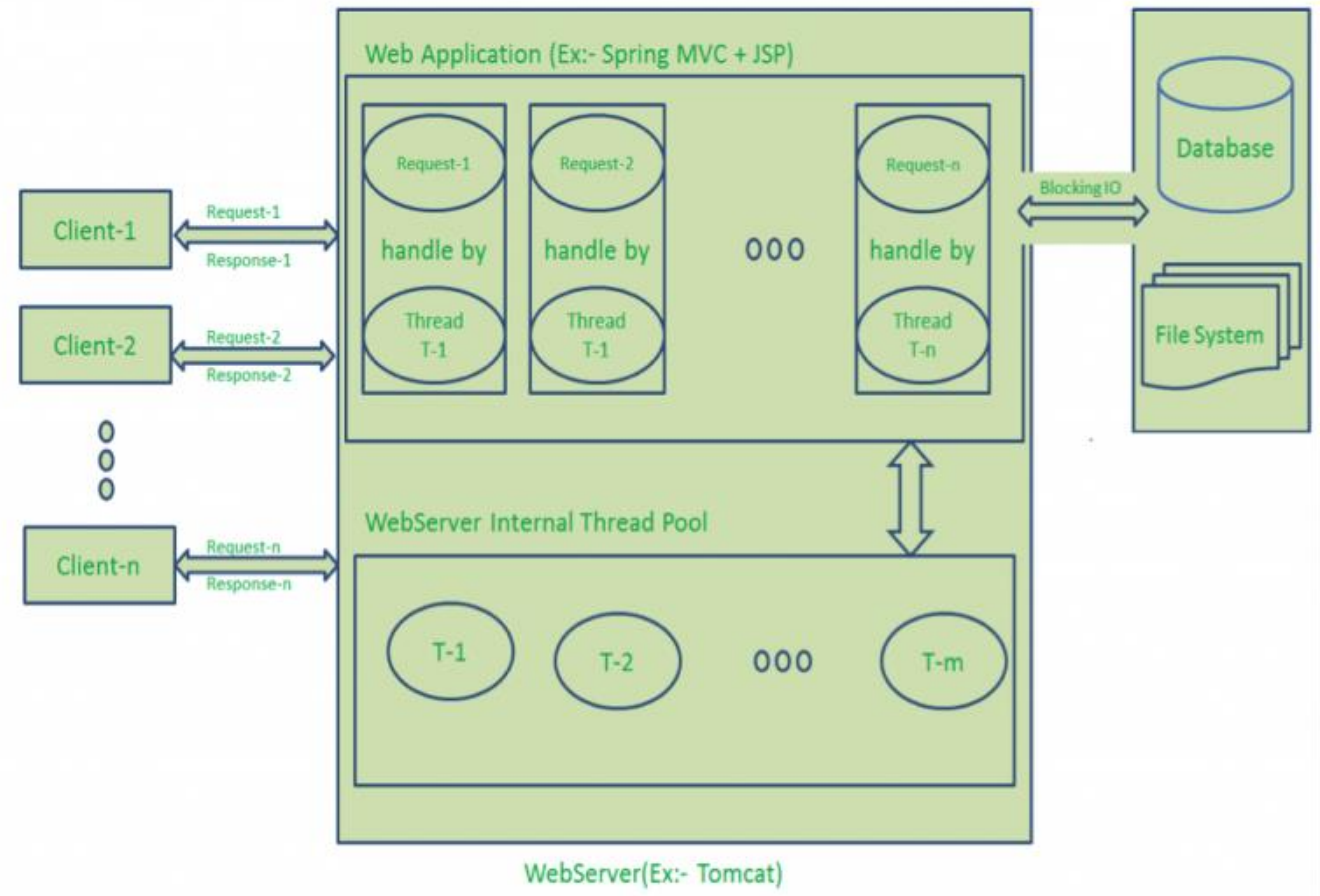 Web Application (Ex:- Spring MVC + JSP)
Request-1
Request-2
Request-n
handle by
handle by
OOO
handle by
Thread
T-1
Thread
T-1
Thread
T-n
Client-1
Request-1
Response-1
Client-2
Request-2
Response-2
Client-n
Request-n
Response-n
Blocking IO
Database
File System
WebServer Internal Thread Pool
T-1
T-2
OOO
T-m
WebServer(Ex:- Tomcat)